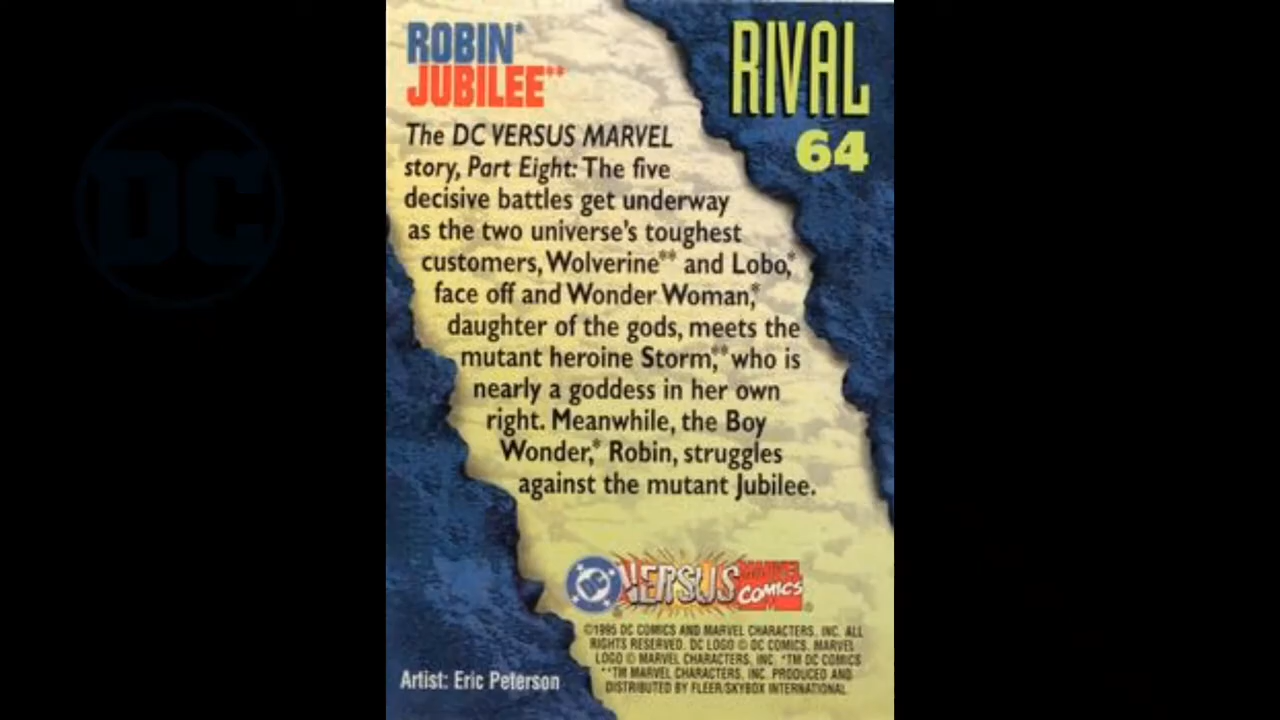 DC
ROBIN*
JUBILEE**
RIVAL
64
The DC VERSUS MARVEL
story, Part Eight: The five
decisive battles get underway
as the two universe's toughest
customers, Wolverine** and Lobo,*
face off and Wonder Woman,*
daughter of the gods, meets the
mutant heroine Storm,** who is
nearly a goddess in her own
right. Meanwhile, the Boy
Wonder,* Robin, struggles
against the mutant Jubilee.
DC VERSUS MARVEL COMICS ®
©1995 DC COMICS AND MARVEL CHARACTERS, INC. ALL
RIGHTS RESERVED. DC LOGO © DC COMICS. MARVEL
LOGO © MARVEL CHARACTERS, INC. *TM DC COMICS
**TM MARVEL CHARACTERS, INC. PRODUCED AND
DISTRIBUTED BY FLEER/SKYBOX INTERNATIONAL.
Artist: Eric Peterson